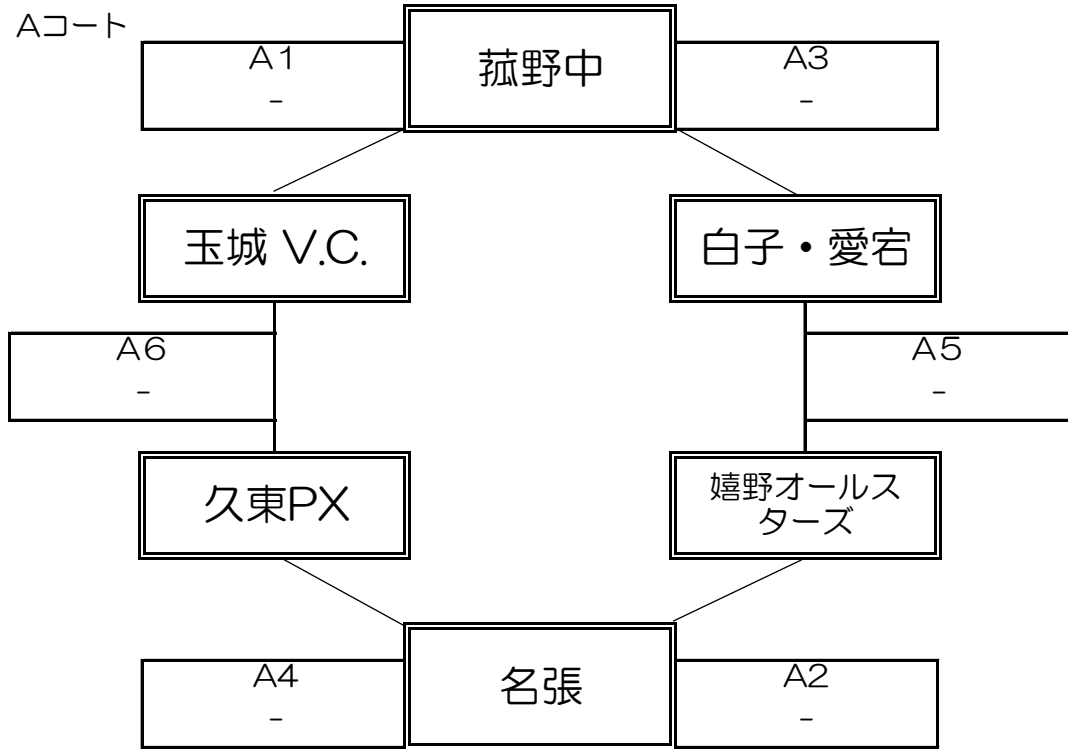 Aコート
A1
-
菰野中
A3
-
玉城 V.C.
白子・愛宕
A6
-
A5
-
久東PX
嬉野オールス
ターズ
A4
-
名張
A2
-